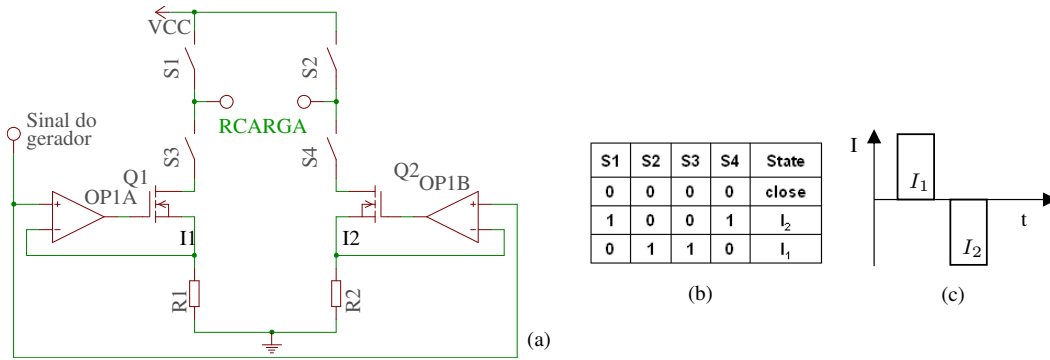 VCC
S1
S2
RCARGA
Sinal do
gerador
S3
S4
Q1
Q2
OP1A
OP1B
I1
I2
R1
R2
(a)
S1 S2 S3 S4 State
0 0 0 0 close
1 0 0 1 I₂
0 1 1 0 I₁
(b)
I
I₁
t
I₂
(c)